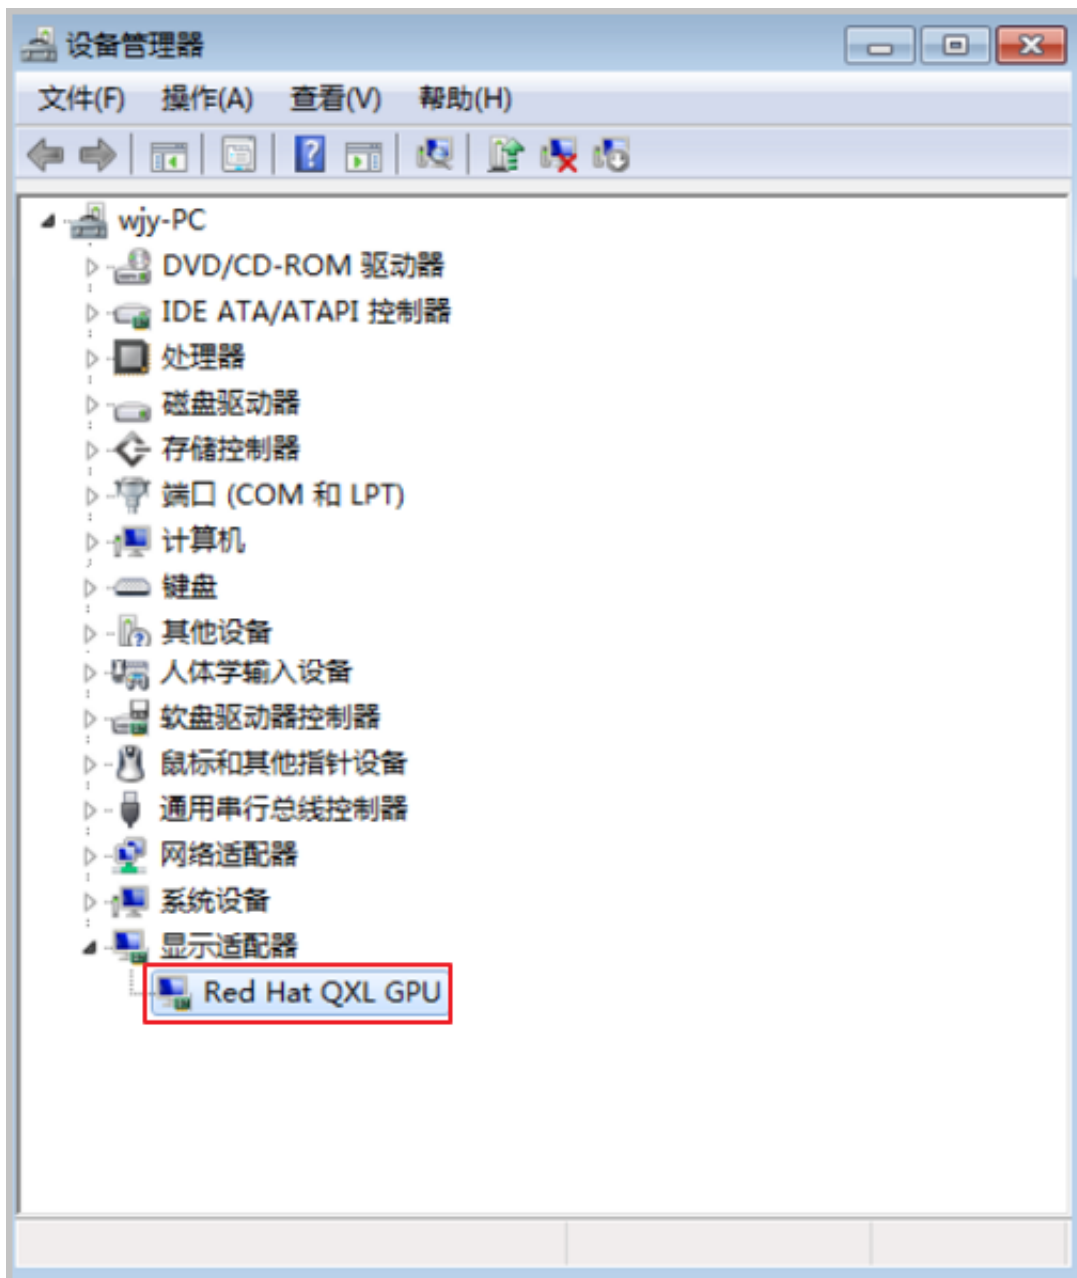 设备管理器
文件(F) 操作(A) 查看(V) 帮助(H)
wjy-PC
DVD/CD-ROM 驱动器
IDE ATA/ATAPI 控制器
处理器
磁盘驱动器
存储控制器
端口 (COM 和 LPT)
计算机
键盘
其他设备
人体学输入设备
软盘驱动器控制器
鼠标和其他指针设备
通用串行总线控制器
网络适配器
系统设备
显示适配器
Red Hat QXL GPU